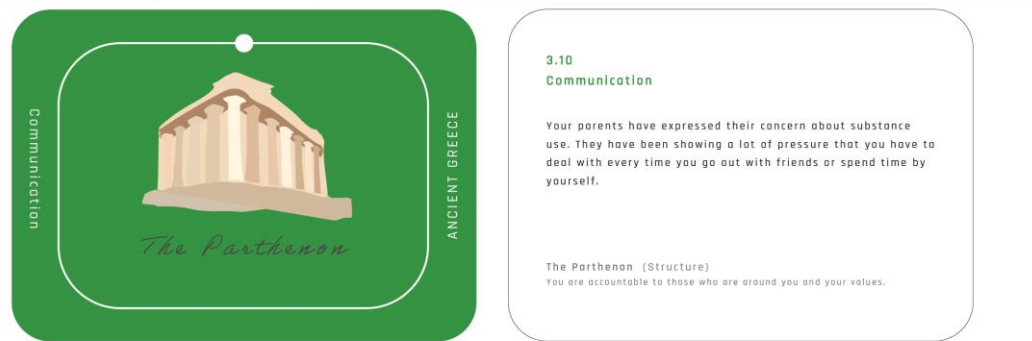 Communication
The Parthenon
ANCIENT GREECE
3.10
Communication
Your parents have expressed their concern about substance
use. They have been showing a lot of pressure that you have to
deal with every time you go out with friends or spend time by
yourself.
The Parthenon (Structure)
You are accountable to those who are around you and your values.